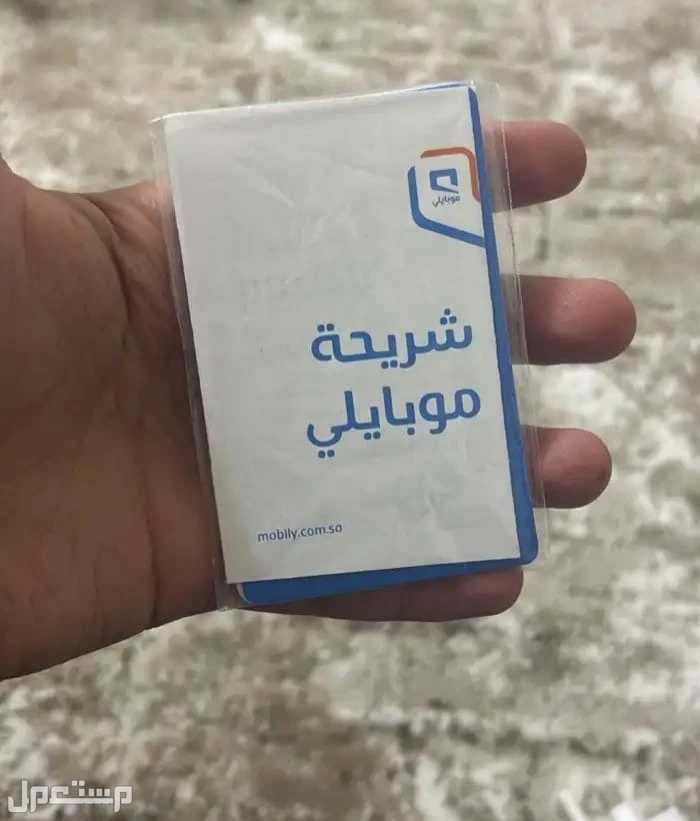 موبايلي
شريحة
موبايلي
mobily.com.sa
مستعمل